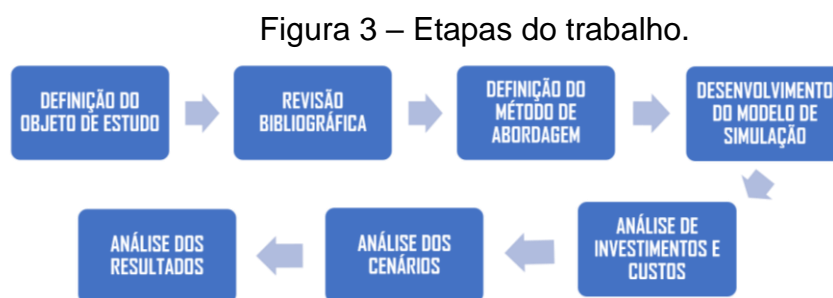 Figura 3 – Etapas do trabalho.
DEFINIÇÃO DO
OBJETO DE ESTUDO
REVISÃO
BIBLIOGRÁFICA
DEFINIÇÃO DO
MÉTODO DE
ABORDAGEM
DESENVOLVIMENTO
DO MODELO DE
SIMULAÇÃO
ANÁLISE DE
INVESTIMENTOS E
CUSTOS
ANÁLISE DOS
CENÁRIOS
ANÁLISE DOS
RESULTADOS